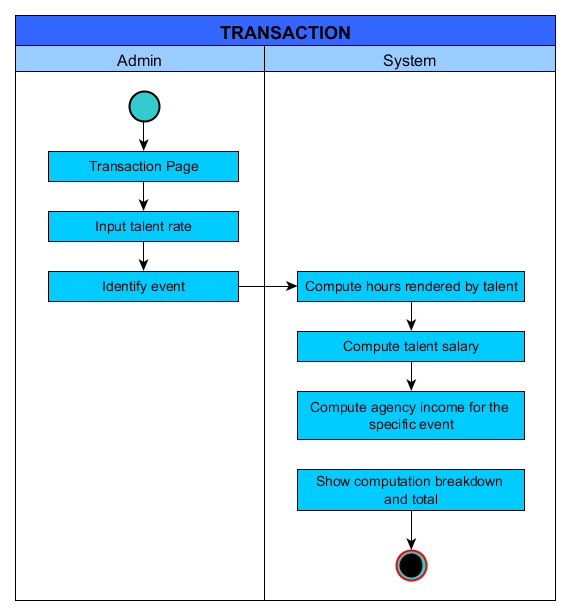 TRANSACTION
Admin
System
Transaction Page
Input talent rate
Identify event
Compute hours rendered by talent
Compute talent salary
Compute agency income for the
specific event
Show computation breakdown
and total